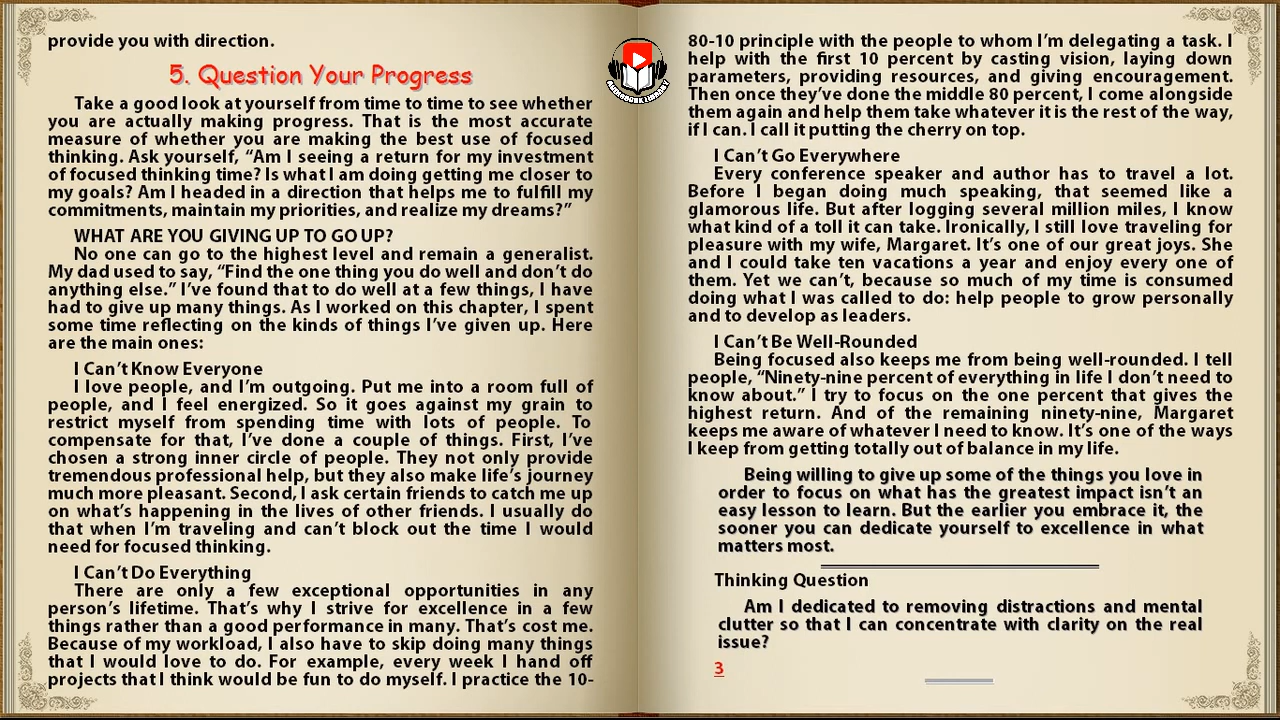 provide you with direction.
5. Question Your Progress
Take a good look at yourself from time to time to see whether
you are actually making progress. That is the most accurate
measure of whether you are making the best use of focused
thinking. Ask yourself, “Am I seeing a return for my investment
of focused thinking time? Is what I am doing getting me closer to
my goals? Am I headed in a direction that helps me to fulfill my
commitments, maintain my priorities, and realize my dreams?”
WHAT ARE YOU GIVING UP TO GO UP?
No one can go to the highest level and remain a generalist.
My dad used to say, “Find the one thing you do well and don’t do
anything else.” I’ve found that to do well at a few things, I have
had to give up many things. As I worked on this chapter, I spent
some time reflecting on the kinds of things I’ve given up. Here
are the main ones:
I Can’t Know Everyone
I love people, and I’m outgoing. Put me into a room full of
people, and I feel energized. So it goes against my grain to
restrict myself from spending time with lots of people. To
compensate for that, I’ve done a couple of things. First, I’ve
chosen a strong inner circle of people. They not only provide
tremendous professional help, but they also make life’s journey
much more pleasant. Second, I ask certain friends to catch me up
on what’s happening in the lives of other friends. I usually do
that when I’m traveling and can’t block out the time I would
need for focused thinking.
I Can’t Do Everything
There are only a few exceptional opportunities in any
person’s lifetime. That’s why I strive for excellence in a few
things rather than a good performance in many. That’s cost me.
Because of my workload, I also have to skip doing many things
that I would love to do. For example, every week I hand off
projects that I think would be fun to do myself. I practice the 10-
AUDIOBOOK LIBRARY
80-10 principle with the people to whom I’m delegating a task. I
help with the first 10 percent by casting vision, laying down
parameters, providing resources, and giving encouragement.
Then once they’ve done the middle 80 percent, I come alongside
them again and help them take whatever it is the rest of the way,
if I can. I call it putting the cherry on top.
I Can’t Go Everywhere
Every conference speaker and author has to travel a lot.
Before I began doing much speaking, that seemed like a
glamorous life. But after logging several million miles, I know
what kind of a toll it can take. Ironically, I still love traveling for
pleasure with my wife, Margaret. It’s one of our great joys. She
and I could take ten vacations a year and enjoy every one of
them. Yet we can’t, because so much of my time is consumed
doing what I was called to do: help people to grow personally
and to develop as leaders.
I Can’t Be Well-Rounded
Being focused also keeps me from being well-rounded. I tell
people, “Ninety-nine percent of everything in life I don’t need to
know about.” I try to focus on the one percent that gives the
highest return. And of the remaining ninety-nine, Margaret
keeps me aware of whatever I need to know. It’s one of the ways
I keep from getting totally out of balance in my life.
Being willing to give up some of the things you love in
order to focus on what has the greatest impact isn’t an
easy lesson to learn. But the earlier you embrace it, the
sooner you can dedicate yourself to excellence in what
matters most.
Thinking Question
Am I dedicated to removing distractions and mental
clutter so that I can concentrate with clarity on the real
issue?
3